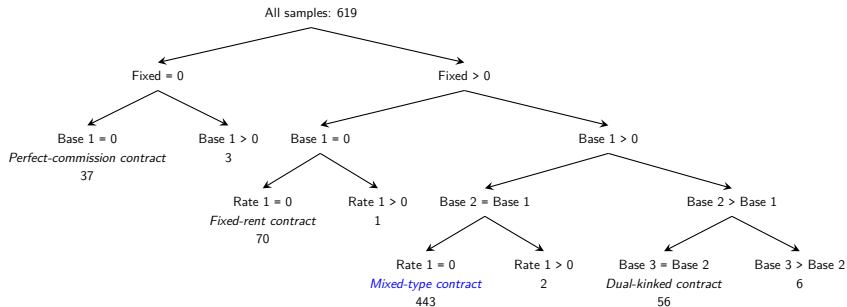 All samples: 619
Fixed = 0
Fixed > 0
Base 1 = 0
Perfect-commission contract
37
Base 1 > 0
3
Base 1 = 0
Base 1 > 0
Rate 1 = 0
Fixed-rent contract
70
Rate 1 > 0
1
Base 2 = Base 1
Base 2 > Base 1
Rate 1 = 0
Mixed-type contract
443
Rate 1 > 0
2
Base 3 = Base 2
Dual-kinked contract
56
Base 3 > Base 2
6